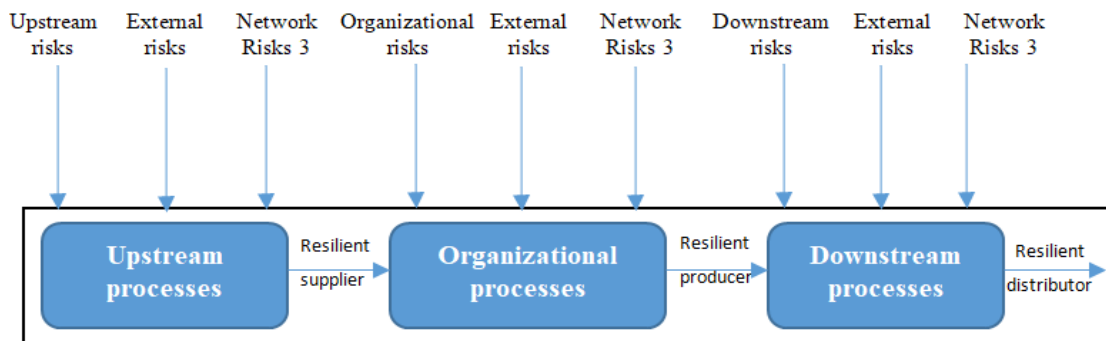 Upstream risks
External risks
Network Risks 3
Organizational risks
External risks
Network Risks 3
Downstream risks
External risks
Network Risks 3
Upstream processes
Resilient supplier
Organizational processes
Resilient producer
Downstream processes
Resilient distributor